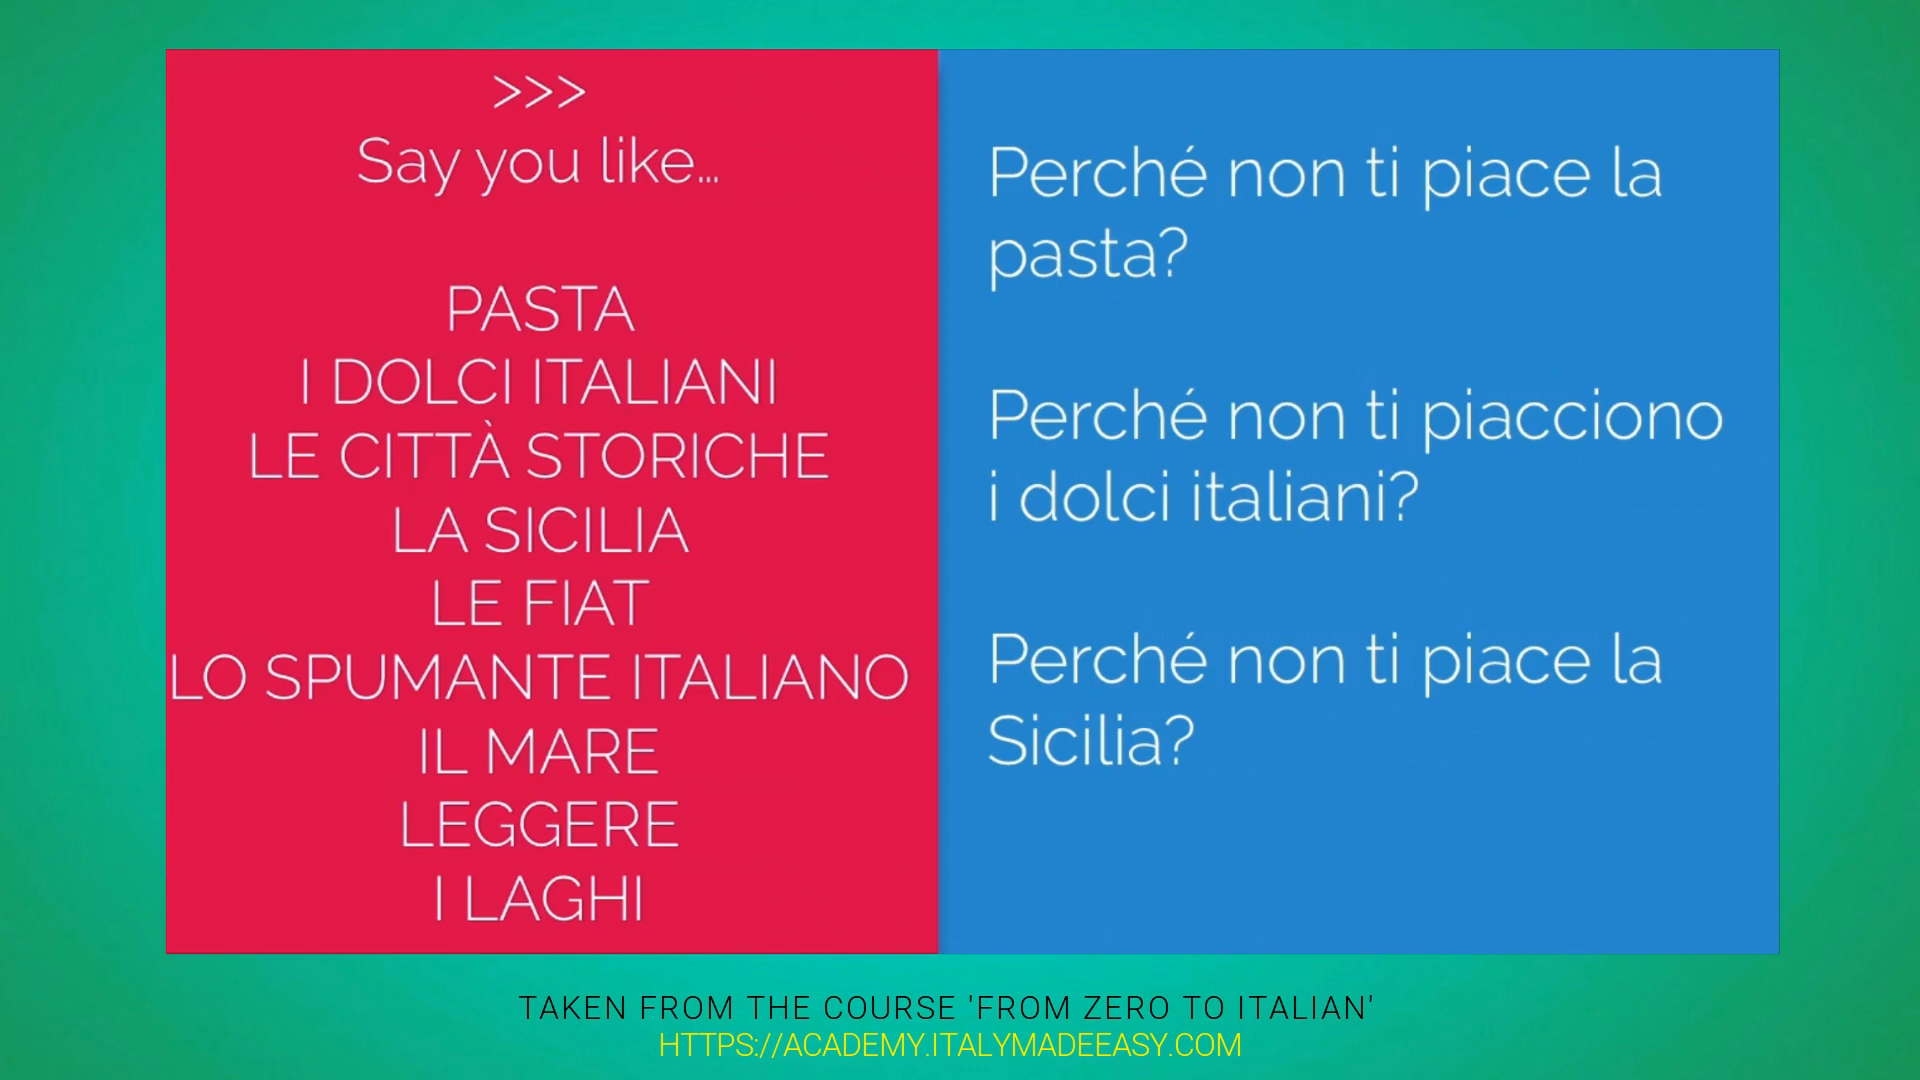 >>>
Say you like...
PASTA
I DOLCI ITALIANI
LE CITTÀ STORICHE
LA SICILIA
LE FIAT
LO SPUMANTE ITALIANO
IL MARE
LEGGERE
I LAGHI
Perché non ti piace la
pasta?
Perché non ti piacciono
i dolci italiani?
Perché non ti piace la
Sicilia?
TAKEN FROM THE COURSE 'FROM ZERO TO ITALIAN'
HTTPS://ACADEMY.ITALYMADEEASY.COM